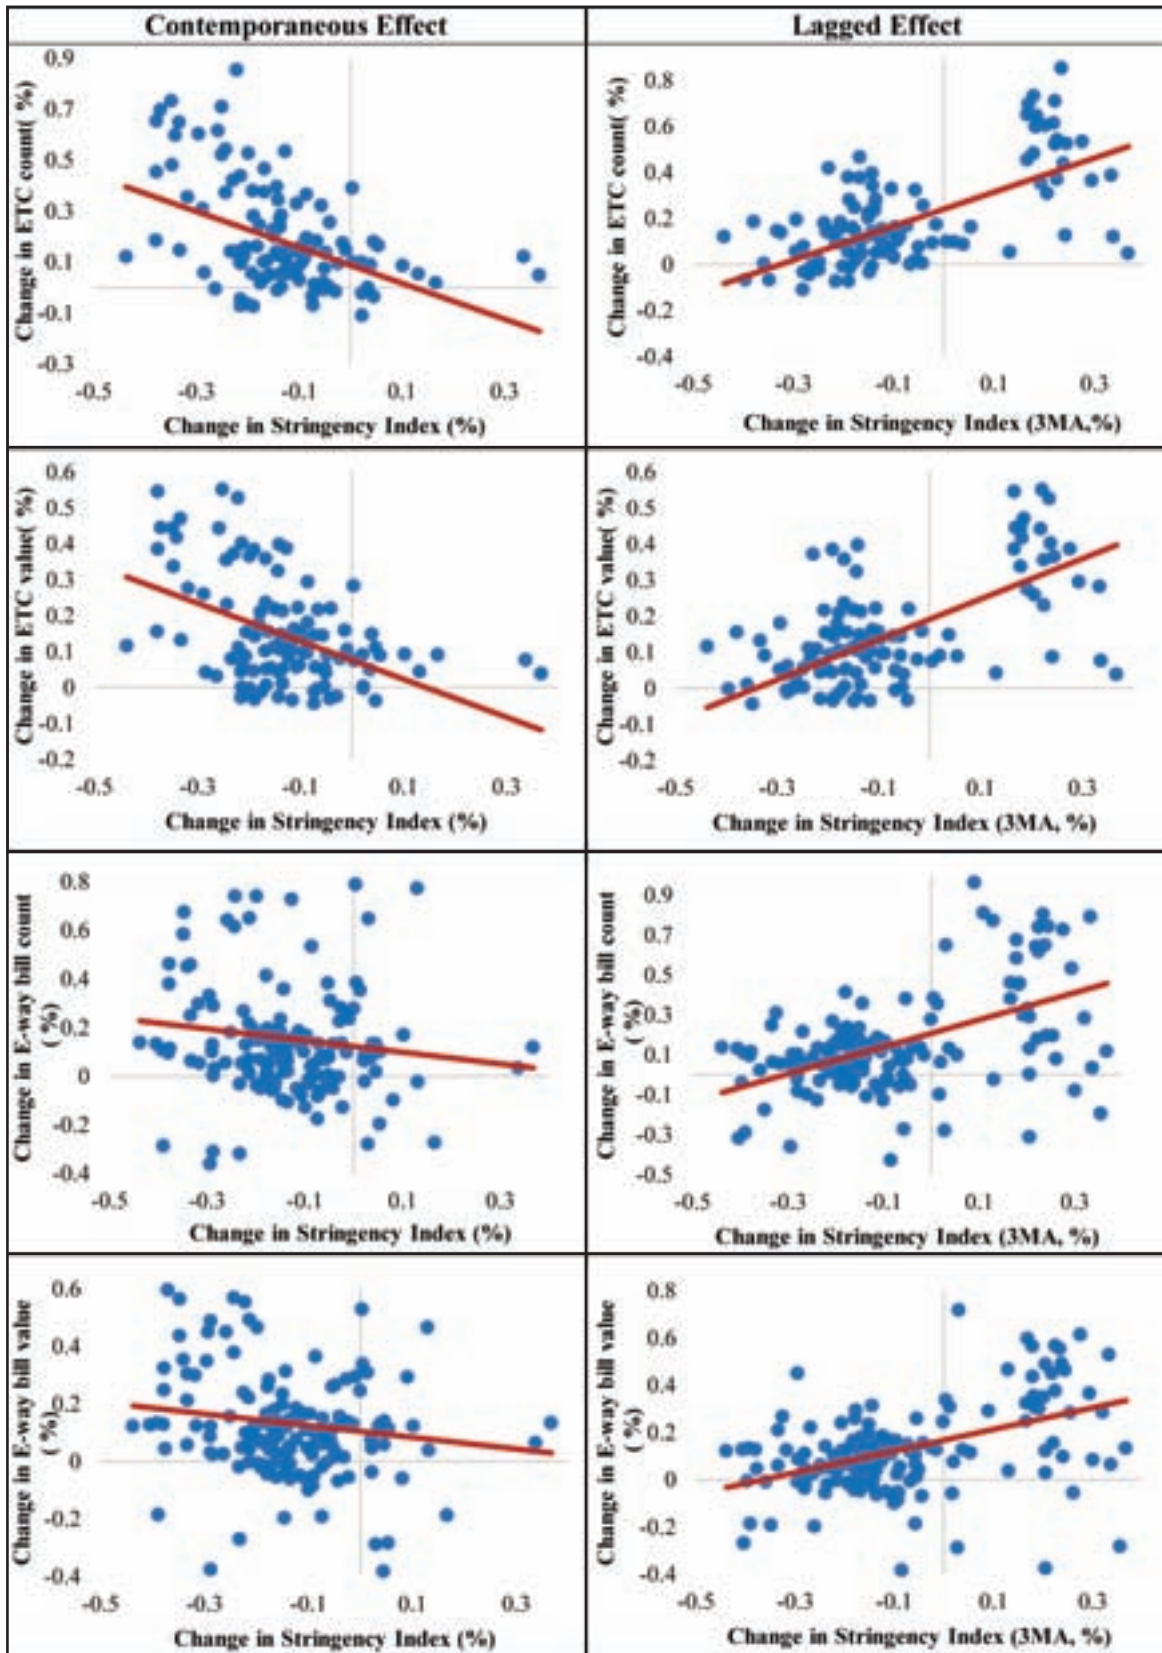 Contemporaneous Effect
Lagged Effect
Change in ETC count( %)
0.9
0.7
0.5
0.3
0.1
-0.1
-0.3
-0.5 -0.3 -0.1 0.1 0.3
Change in Stringency Index (%)
Change in ETC count( %)
0.8
0.6
0.4
0.2
0
-0.2
-0.4
-0.5 -0.3 -0.1 0.1 0.3
Change in Stringency Index (3MA,%)
Change in ETC value( %)
0.6
0.5
0.4
0.3
0.2
0.1
0
-0.1
-0.2
-0.5 -0.3 -0.1 0.1 0.3
Change in Stringency Index (%)
Change in ETC value( %)
0.6
0.5
0.4
0.3
0.2
0.1
0
-0.1
-0.2
-0.5 -0.3 -0.1 0.1 0.3
Change in Stringency Index (3MA, %)
Change in E-way bill count
( %)
0.8
0.6
0.4
0.2
0
-0.2
-0.4
-0.5 -0.3 -0.1 0.1 0.3
Change in Stringency Index (%)
Change in E-way bill count
( %)
0.9
0.7
0.5
0.3
0.1
-0.1
-0.3
-0.5
-0.5 -0.3 -0.1 0.1 0.3
Change in Stringency Index (3MA, %)
Change in E-way bill value
( %)
0.6
0.4
0.2
0
-0.2
-0.4
-0.5 -0.3 -0.1 0.1 0.3
Change in Stringency Index (%)
Change in E-way bill value
( %)
0.8
0.6
0.4
0.2
0
-0.2
-0.4
-0.5 -0.3 -0.1 0.1 0.3
Change in Stringency Index (3MA, %)